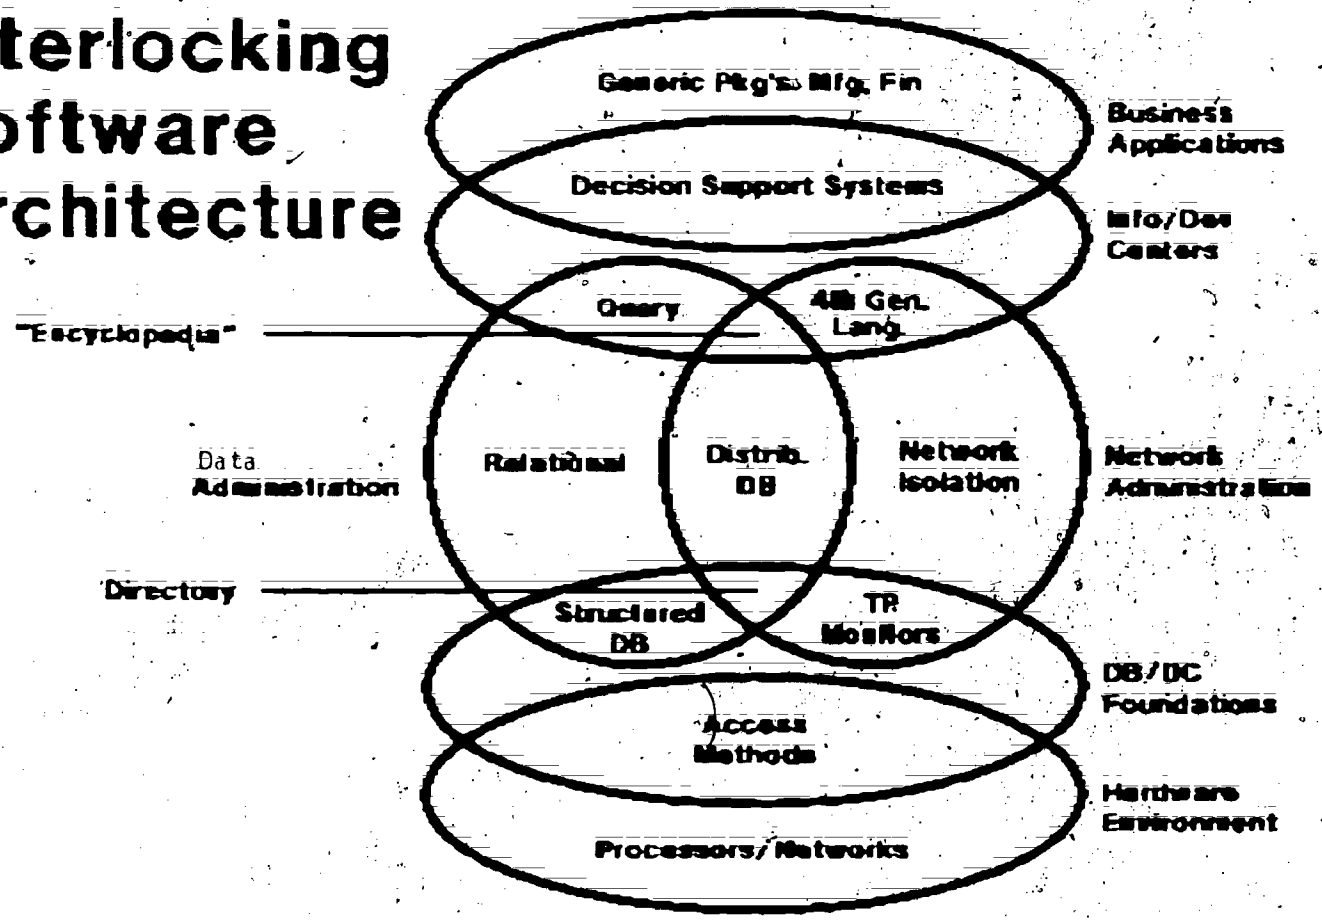 terlocking
oftware
rchitecture
Generic Pkg's. Mfg, Fin
Business
Applications
Decision Support Systems
Info/Dev
Centers
Query
4th Gen.
Lang.
"Encyclopedia"
Data
Administration
Relational
Distrib.
DB
Network
Isolation
Network
Administration
Directory
Structured
DB
TP.
Monitors
DB/DC
Foundations
Access
Methods
Hardware
Environment
Processors/Networks